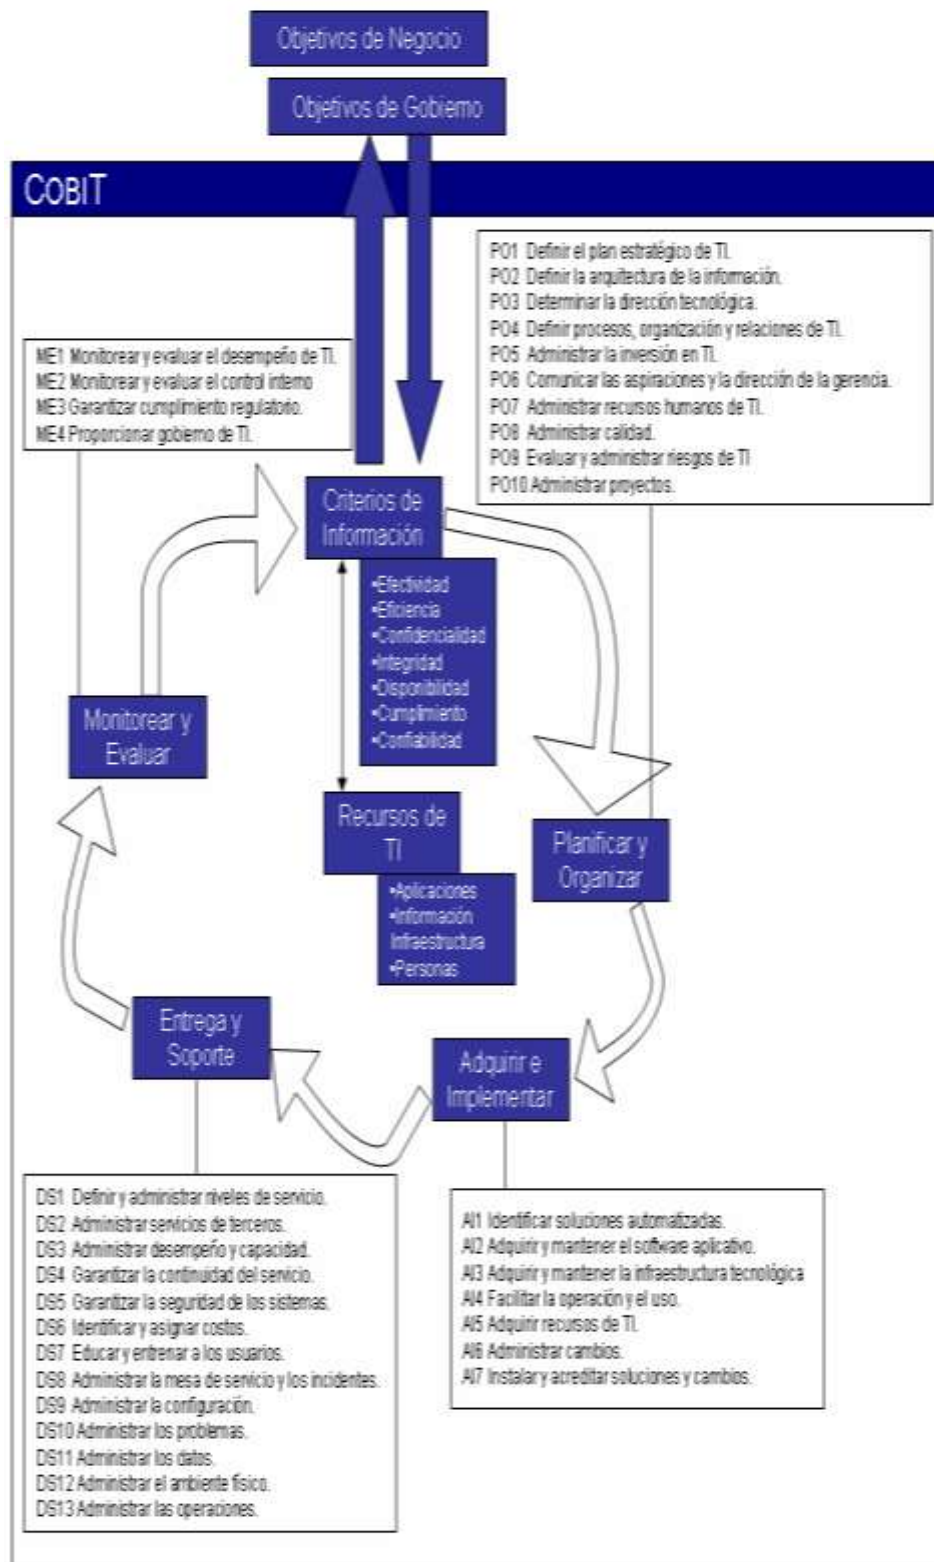 Objetivos de Negocio
Objetivos de Gobierno
COBIT
PO1 Definir el plan estratégico de TI.
PO2 Definir la arquitectura de la información.
PO3 Determinar la dirección tecnológica.
PO4 Definir procesos, organización y relaciones de TI.
PO5 Administrar la inversión en TI.
PO6 Comunicar las aspiraciones y la dirección de la gerencia.
PO7 Administrar recursos humanos de TI.
PO8 Administrar calidad.
PO9 Evaluar y administrar riesgos de TI
PO10 Administrar proyectos.
ME1 Monitorear y evaluar el desempeño de TI.
ME2 Monitorear y evaluar el control interno
ME3 Garantizar cumplimiento regulatorio.
ME4 Proporcionar gobierno de TI.
Criterios de
Información
•Efectividad
•Eficiencia
•Confidencialidad
•Integridad
•Disponibilidad
•Cumplimiento
•Confiabilidad
Monitorear y
Evaluar
Recursos de
TI
•Aplicaciones
•Información
Infraestructura
•Personas
Planificar y
Organizar
Entrega y
Soporte
Adquirir e
Implementar
DS1 Definir y administrar niveles de servicio.
DS2 Administrar servicios de terceros.
DS3 Administrar desempeño y capacidad.
DS4 Garantizar la continuidad del servicio.
DS5 Garantizar la seguridad de los sistemas.
DS6 Identificar y asignar costos.
DS7 Educar y entrenar a los usuarios.
DS8 Administrar la mesa de servicio y los incidentes.
DS9 Administrar la configuración.
DS10 Administrar los problemas.
DS11 Administrar los datos.
DS12 Administrar el ambiente físico.
DS13 Administrar las operaciones.
AI1 Identificar soluciones automatizadas.
AI2 Adquirir y mantener el software aplicativo.
AI3 Adquirir y mantener la infraestructura tecnológica
AI4 Facilitar la operación y el uso.
AI5 Adquirir recursos de TI.
AI6 Administrar cambios.
AI7 Instalar y acreditar soluciones y cambios.